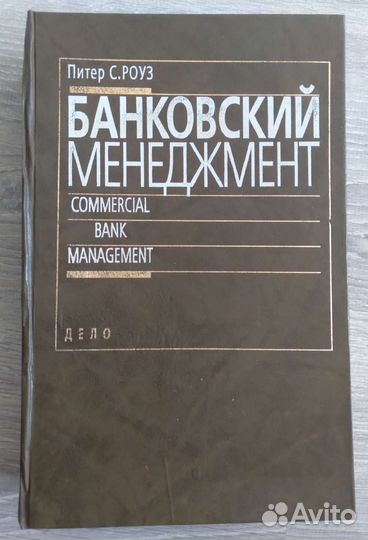 Питер С. РОУЗ
БАНКОВСКИЙ
МЕНЕДЖМЕНТ
COMMERCIAL
BANK
MANAGEMENT
ДЕЛО
Avito